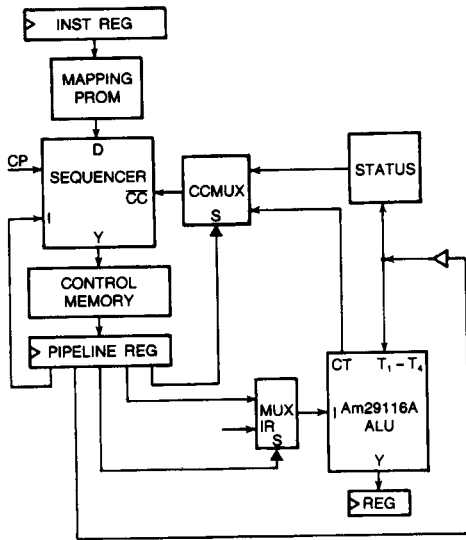 INST REG
MAPPING
PROM
D
CP
SEQUENCER
CC
I
Y
CCMUX
S
STATUS
CONTROL
MEMORY
PIPELINE REG
MUX
IR
S
CT T1 – T4
I
Am29116A
ALU
Y
REG